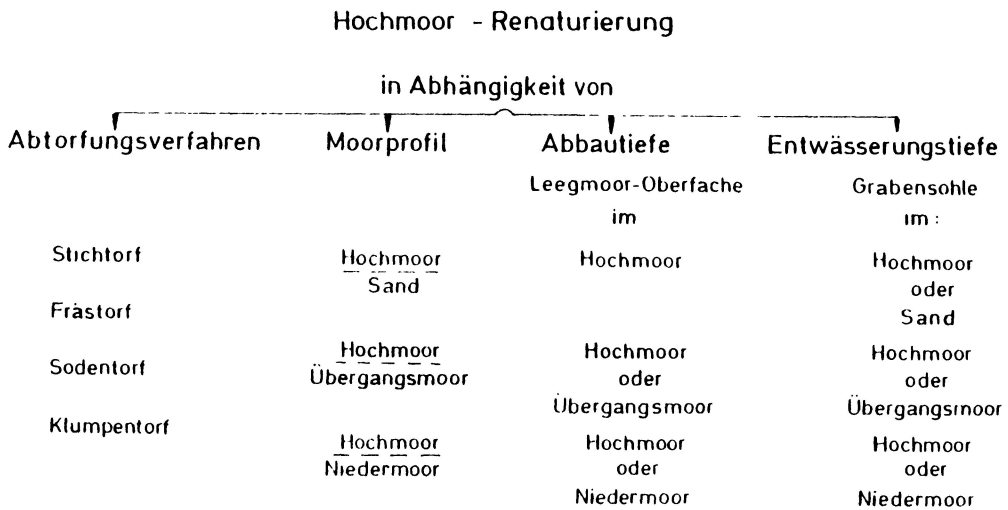 Hochmoor - Renaturierung
in Abhängigkeit von
Abtorfungsverfahren Moorprofil Abbautiefe Entwässerungstiefe
Leegmoor-Oberfache Grabensohle
im im :
Stichtorf Hochmoor Hochmoor Hochmoor
Sand oder
Frästorf Sand
Sodentorf Hochmoor Hochmoor Hochmoor
Übergangsmoor oder oder
Übergangsmoor Übergangsmoor
Klumpentorf
Hochmoor Hochmoor Hochmoor
Niedermoor oder oder
Niedermoor Niedermoor